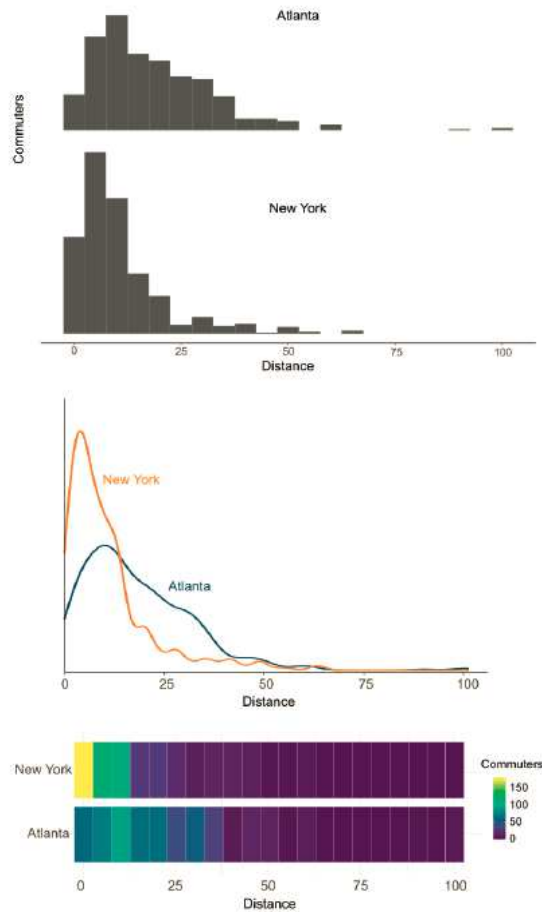 Atlanta
Commuters
New York
0 25 50 75 100
Distance
New York
Atlanta
0 25 50 75 100
Distance
New York
Commuters
150
100
50
0
Atlanta
0 25 50 75 100
Distance